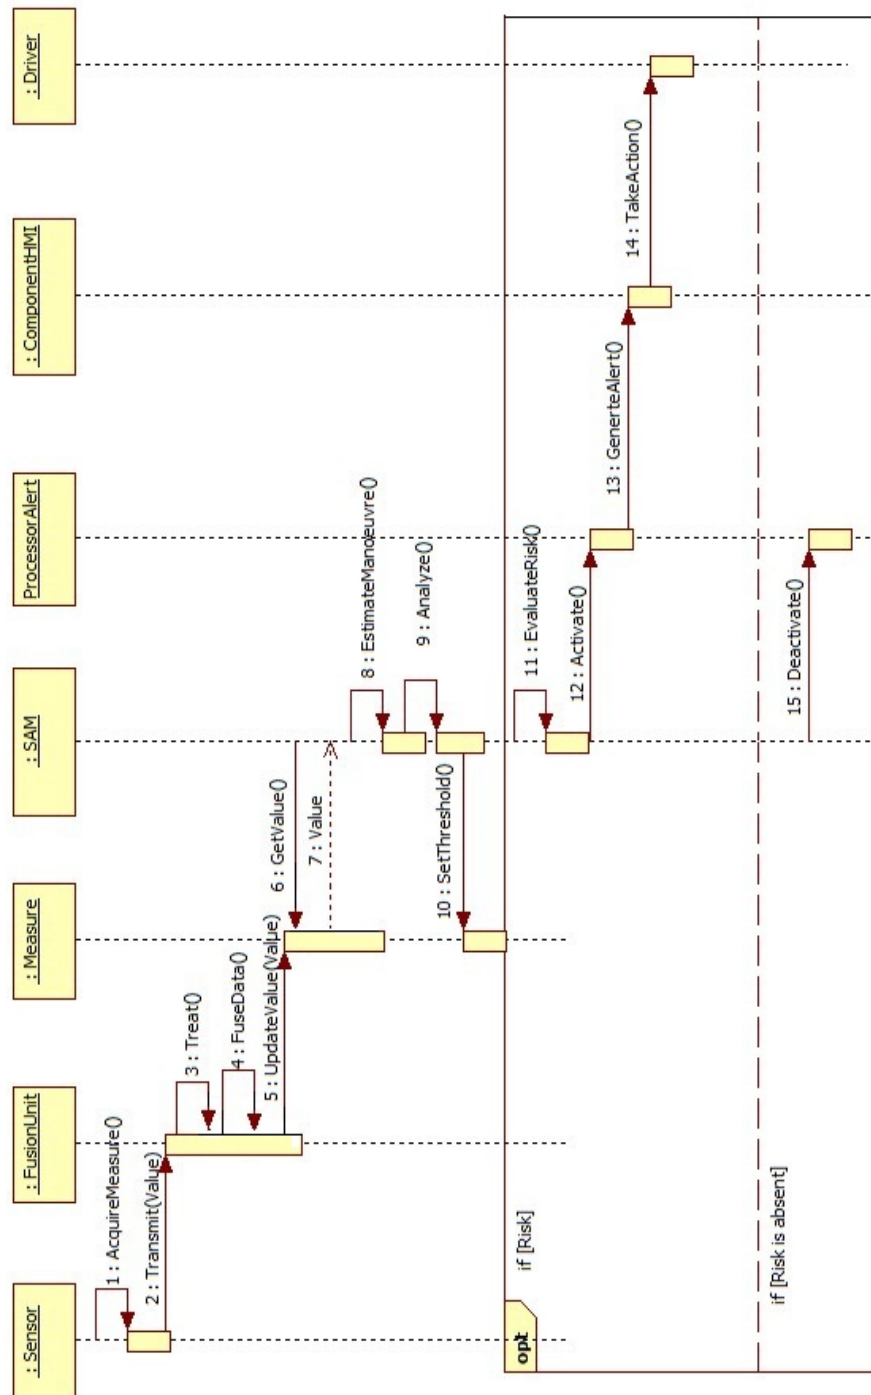 : Sensor
: FusionUnit
: Measure
: SAM
ProcessorAlert
: ComponentHMI
: Driver
1 : AcquireMeasure()
2 : Transmit(Value)
3 : Treat()
4 : FuseData()
5 : UpdateValue(Value)
6 : GetValue()
7 : Value
8 : EstimateManoeuvre()
9 : Analyze()
10 : SetThreshold()
opt
if [Risk]
11 : EvaluateRisk()
12 : Activate()
13 : GenerteAlert()
14 : TakeAction()
if [Risk is absent]
15 : Deactivate()